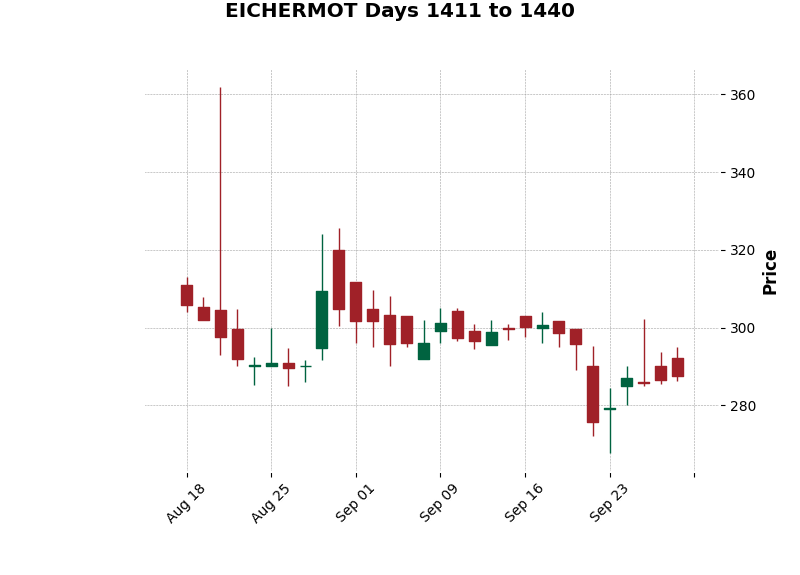 EICHERMOT Days 1411 to 1440
360
340
320
300
280
Price
Aug 18
Aug 25
Sep 01
Sep 09
Sep 16
Sep 23